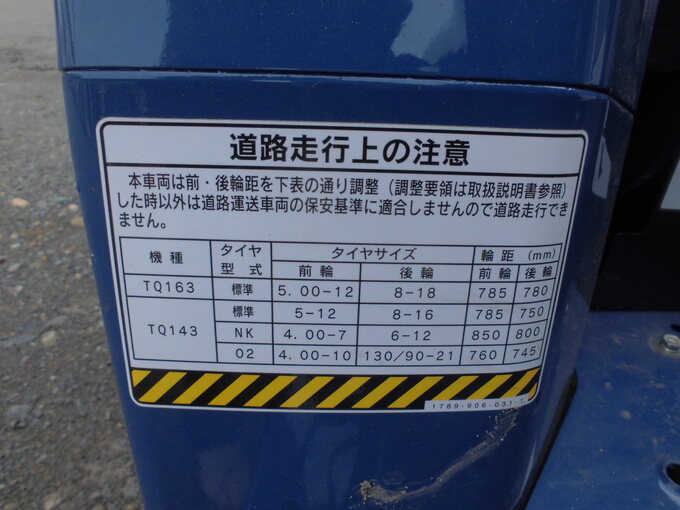 道路走行上の注意
本車両は前・後輪距を下表の通り調整（調整要領は取扱説明書参照）
した時以外は道路運送車両の保安基準に適合しませんので道路走行でき
ません。
機種 タイヤ型式 タイヤサイズ 輪距 (mm)
前輪 後輪 前輪 後輪
TQ163 標準 5.00-12 8-18 785 780
TQ143 標準 5-12 8-16 785 750
NK 4.00-7 6-12 850 800
02 4.00-10 130/90-21 760 745
1789-906-031-1